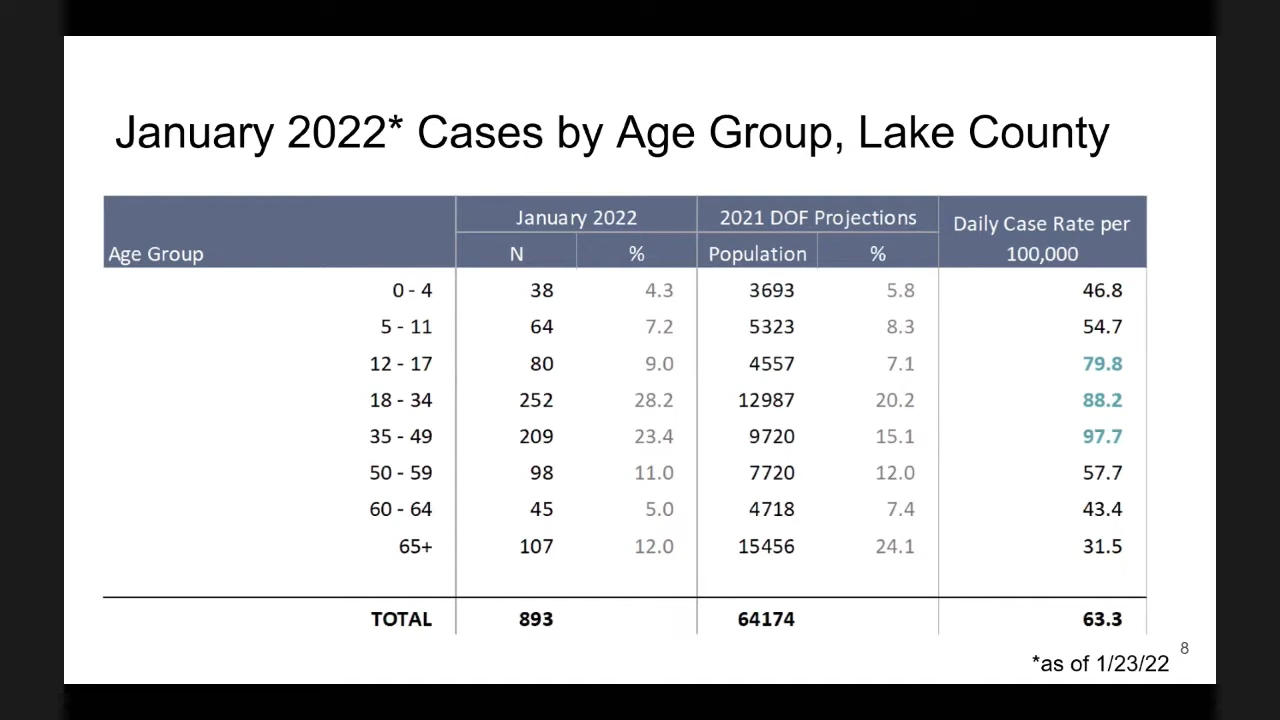 January 2022* Cases by Age Group, Lake County
January 2022 2021 DOF Projections Daily Case Rate per
Age Group N % Population % 100,000
0 - 4 38 4.3 3693 5.8 46.8
5 - 11 64 7.2 5323 8.3 54.7
12 - 17 80 9.0 4557 7.1 79.8
18 - 34 252 28.2 12987 20.2 88.2
35 - 49 209 23.4 9720 15.1 97.7
50 - 59 98 11.0 7720 12.0 57.7
60 - 64 45 5.0 4718 7.4 43.4
65+ 107 12.0 15456 24.1 31.5
TOTAL 893 64174 63.3
8
*as of 1/23/22